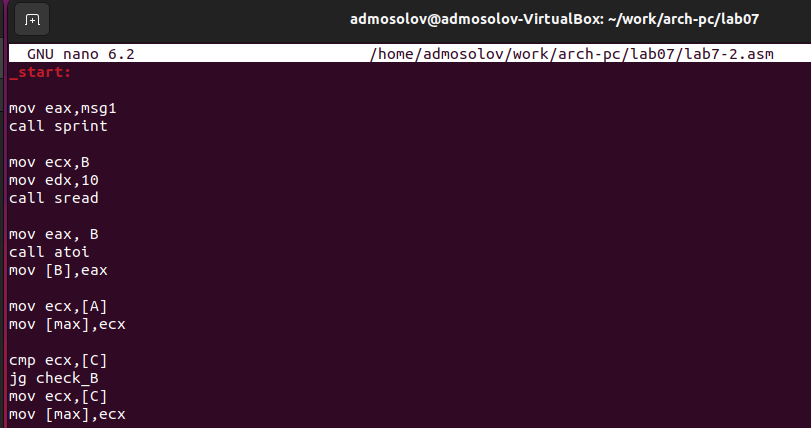 admosolov@admosolov-VirtualBox: ~/work/arch-pc/lab07
GNU nano 6.2 /home/admosolov/work/arch-pc/lab07/lab7-2.asm
_start:
mov eax,msg1
call sprint
mov ecx,B
mov edx,10
call sread
mov eax, B
call atoi
mov [B],eax
mov ecx,[A]
mov [max],ecx
cmp ecx,[C]
jg check_B
mov ecx,[C]
mov [max],ecx